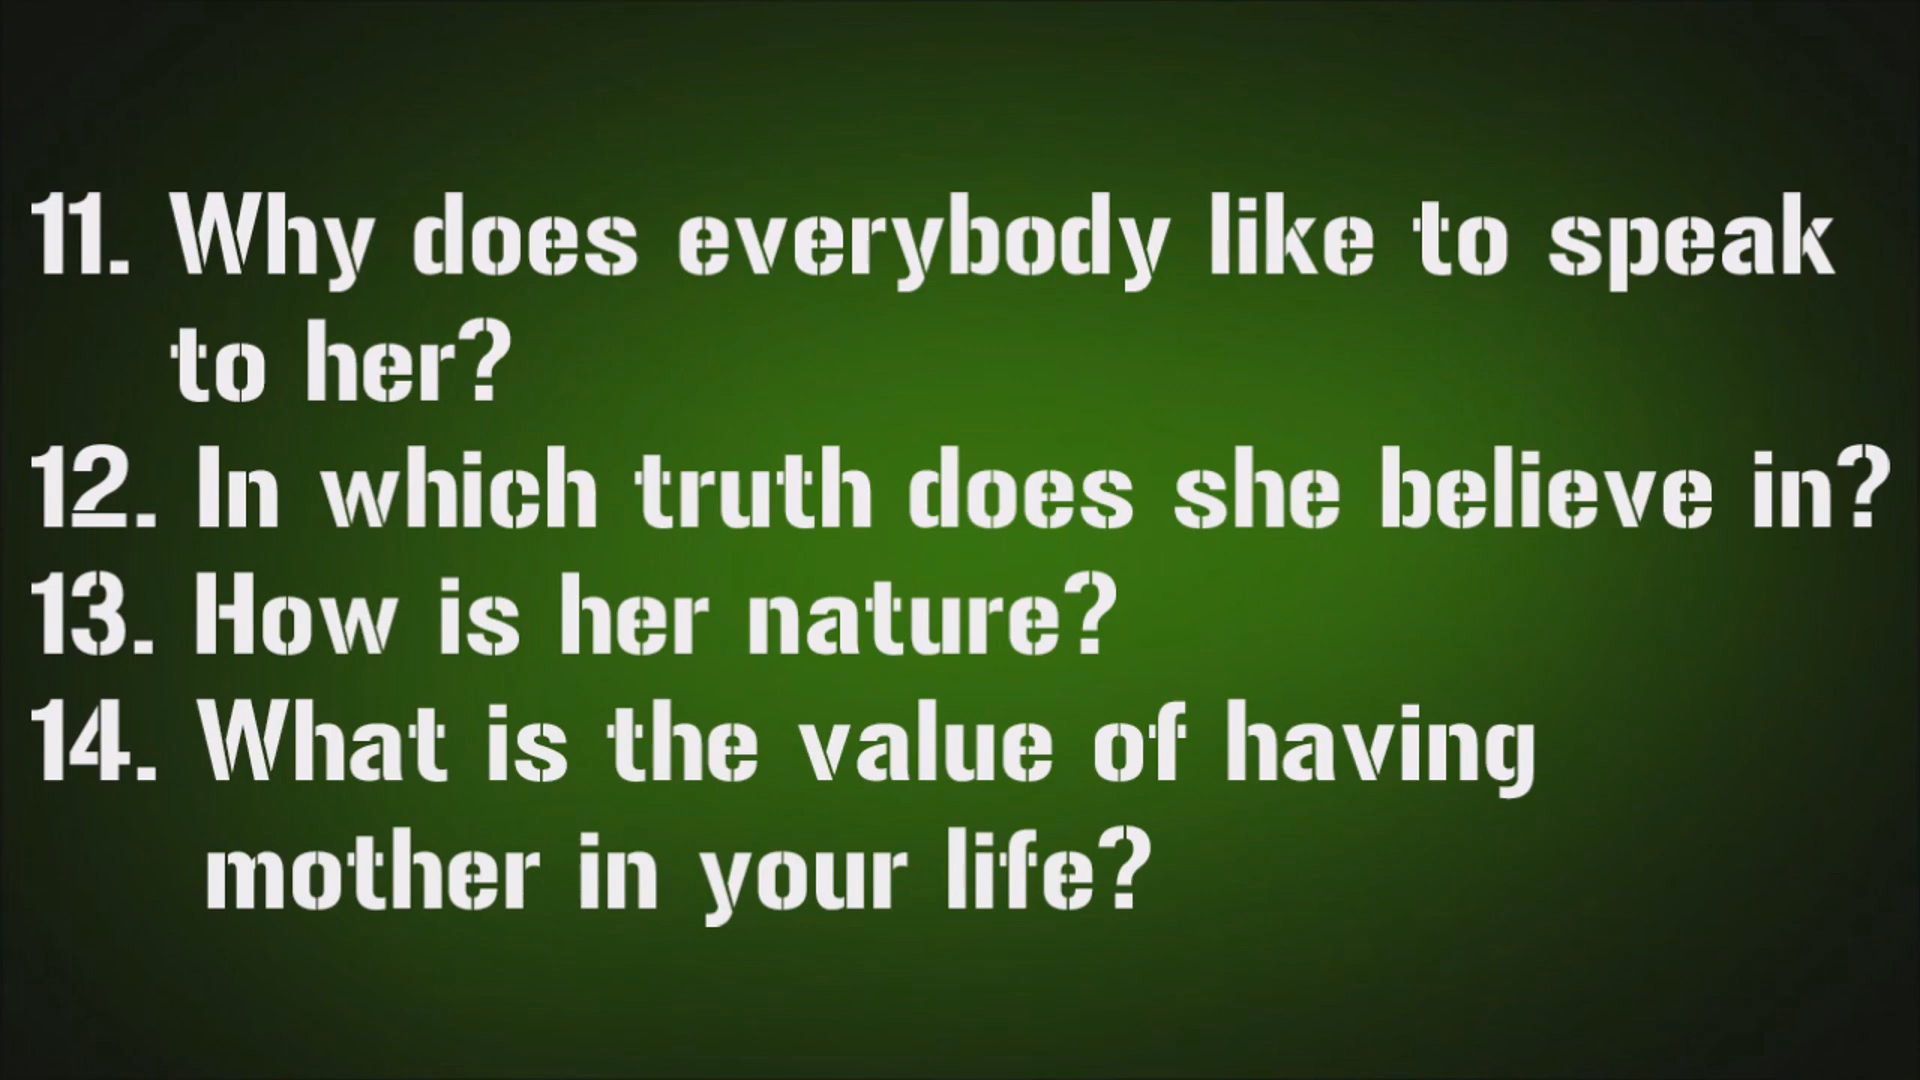 11. Why does everybody like to speak
to her?
12. In which truth does she believe in?
13. How is her nature?
14. What is the value of having
mother in your life?